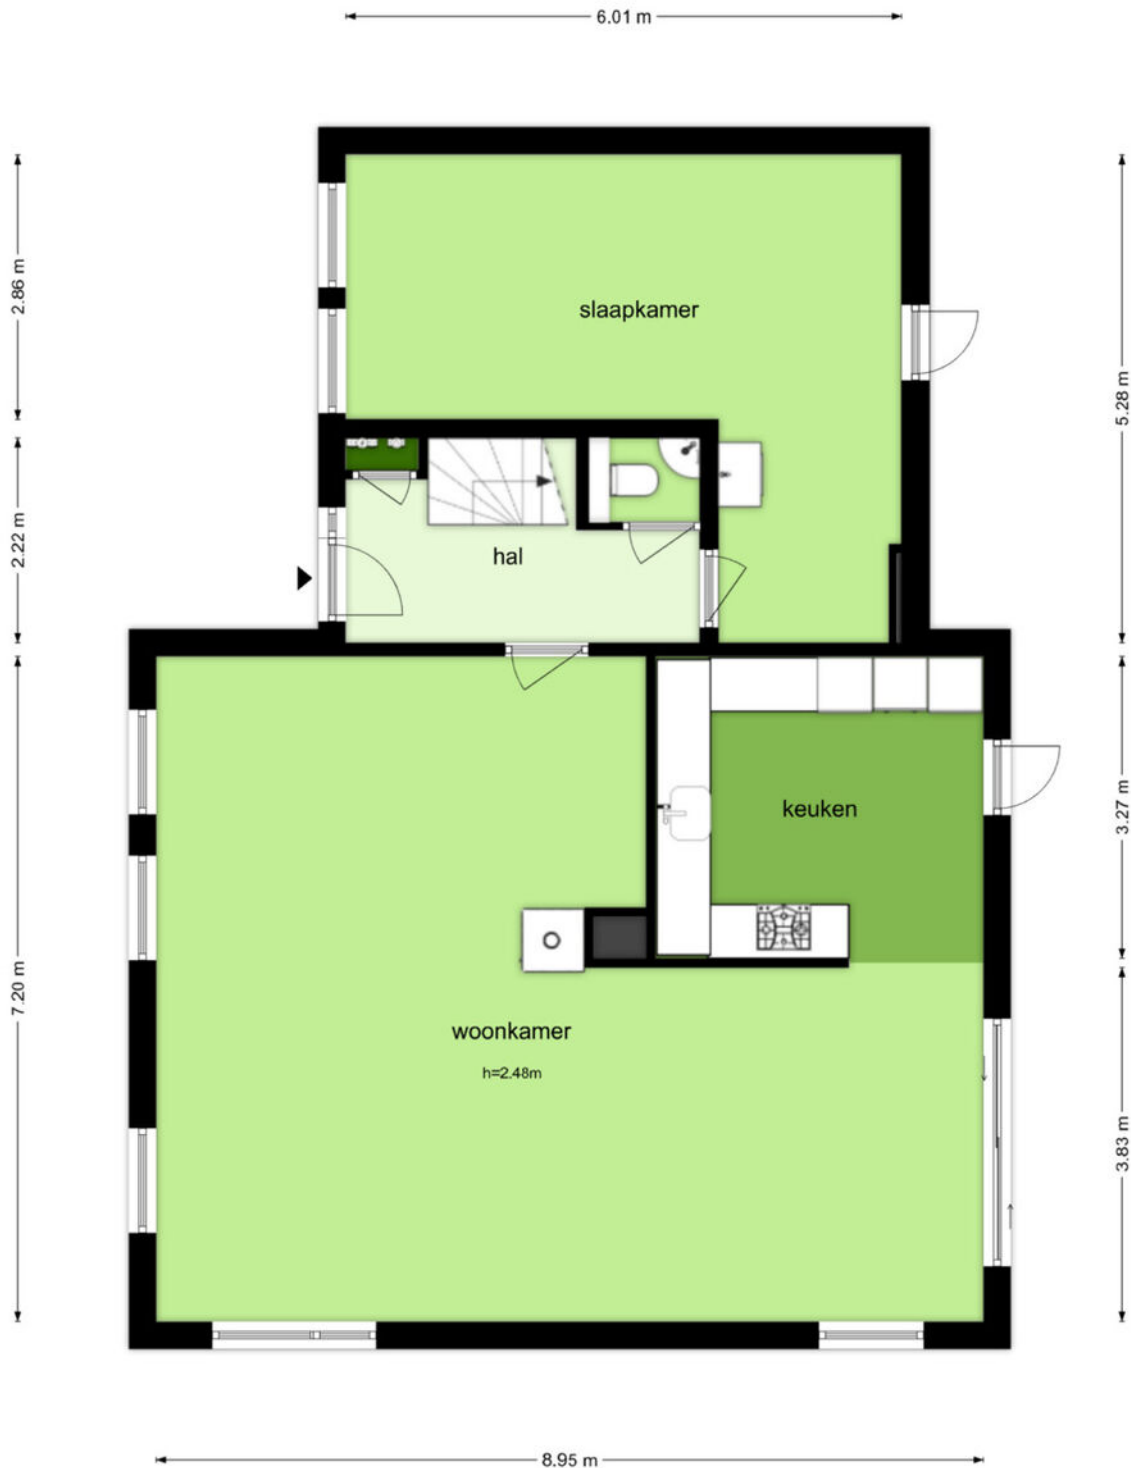 6.01 m
2.86 m
slaapkamer
5.28 m
2.22 m
hal
keuken
3.27 m
7.20 m
woonkamer
h=2.48m
3.83 m
8.95 m